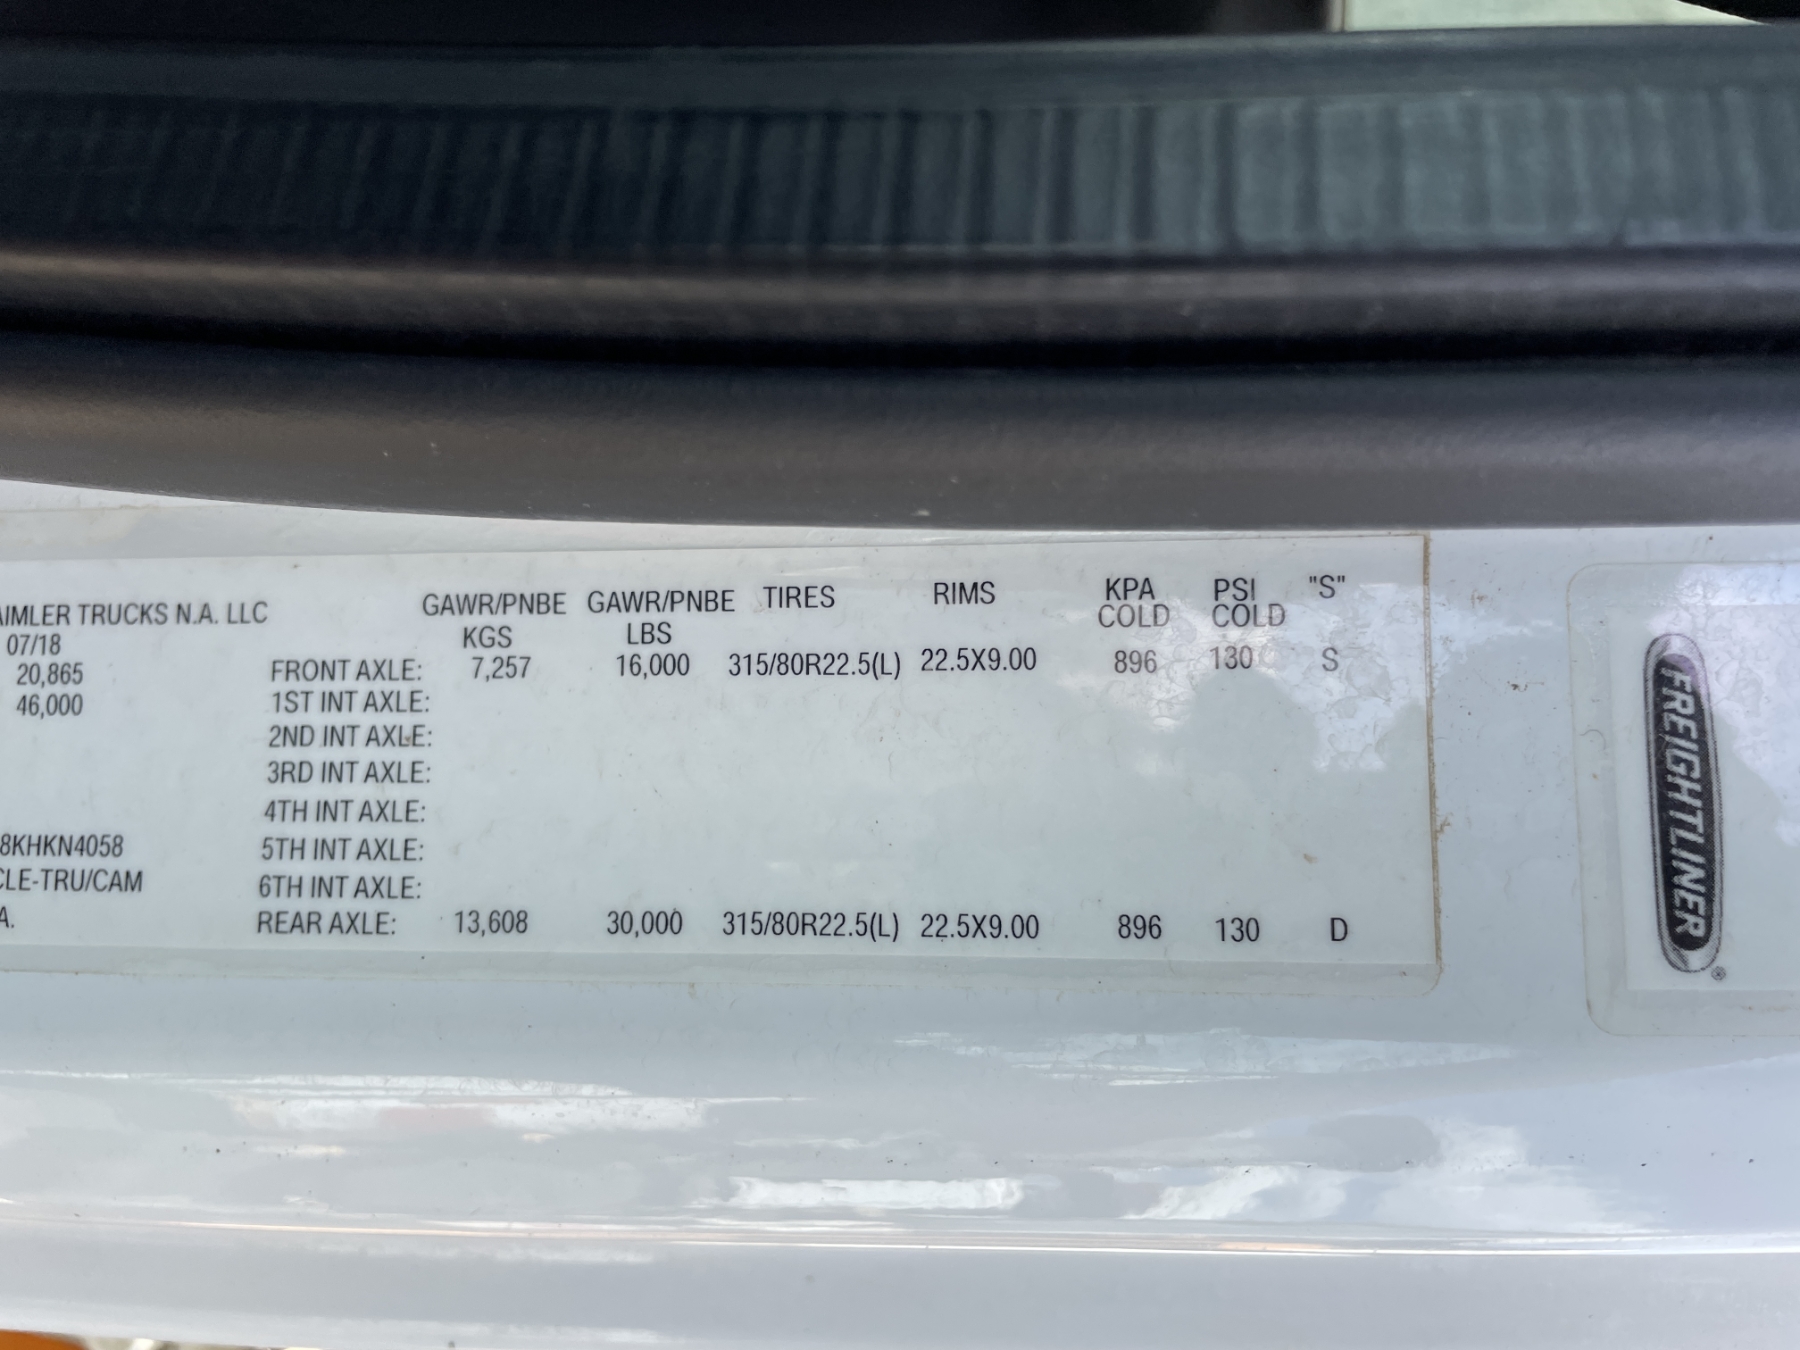 AIMLER TRUCKS N.A. LLC
07/18
20,865
46,000
8KHKN4058
CLE-TRU/CAM
A.
GAWR/PNBE KGS GAWR/PNBE LBS TIRES RIMS KPA COLD PSI COLD "S"
FRONT AXLE: 7,257 16,000 315/80R22.5(L) 22.5X9.00 896 130 S
1ST INT AXLE:
2ND INT AXLE:
3RD INT AXLE:
4TH INT AXLE:
5TH INT AXLE:
6TH INT AXLE:
REAR AXLE: 13,608 30,000 315/80R22.5(L) 22.5X9.00 896 130 D
FREIGHTLINER
®